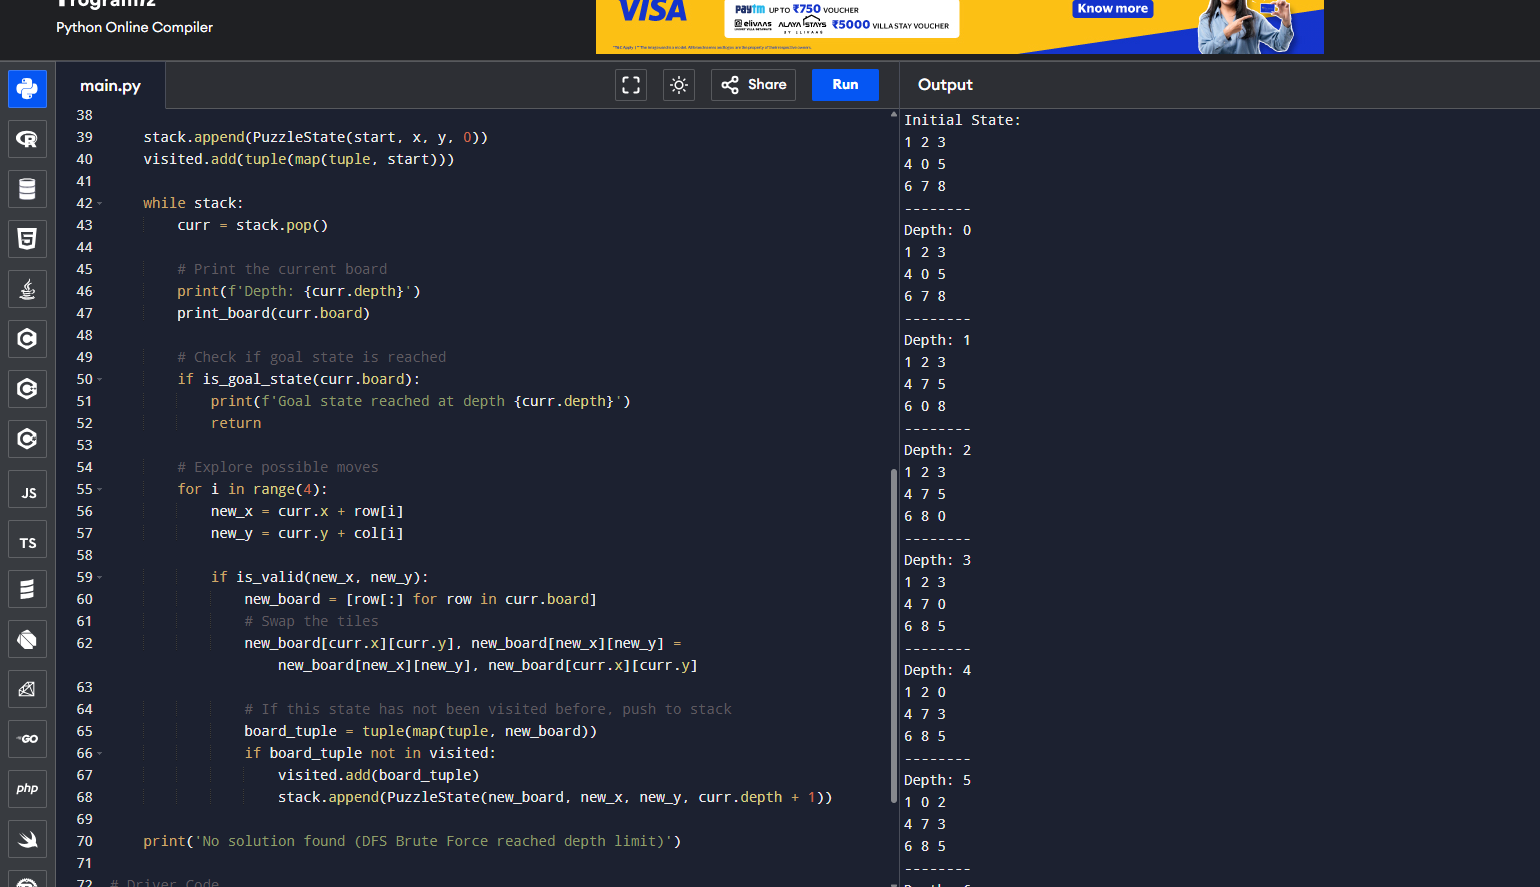 Programiz
Python Online Compiler
VISA
Paytm UP TO ₹750 VOUCHER
elivaas ALAYA STAYS ₹5000 VILLA STAY VOUCHER
BY ELIVAAS
Know more
main.py
Share
Run
Output
38
39 stack.append(PuzzleState(start, x, y, 0))
40 visited.add(tuple(map(tuple, start)))
41
42 while stack:
43 curr = stack.pop()
44
45 # Print the current board
46 print(f'Depth: {curr.depth}')
47 print_board(curr.board)
48
49 # Check if goal state is reached
50 if is_goal_state(curr.board):
51 print(f'Goal state reached at depth {curr.depth}')
52 return
53
54 # Explore possible moves
55 for i in range(4):
56 new_x = curr.x + row[i]
57 new_y = curr.y + col[i]
58
59 if is_valid(new_x, new_y):
60 new_board = [row[:] for row in curr.board]
61 # Swap the tiles
62 new_board[curr.x][curr.y], new_board[new_x][new_y] =
new_board[new_x][new_y], new_board[curr.x][curr.y]
63
64 # If this state has not been visited before, push to stack
65 board_tuple = tuple(map(tuple, new_board))
66 if board_tuple not in visited:
67 visited.add(board_tuple)
68 stack.append(PuzzleState(new_board, new_x, new_y, curr.depth + 1))
69
70 print('No solution found (DFS Brute Force reached depth limit)')
71
72 # Driver Code
Initial State:
1 2 3
4 0 5
6 7 8
--------
Depth: 0
1 2 3
4 0 5
6 7 8
--------
Depth: 1
1 2 3
4 7 5
6 0 8
--------
Depth: 2
1 2 3
4 7 5
6 8 0
--------
Depth: 3
1 2 3
4 7 0
6 8 5
--------
Depth: 4
1 2 0
4 7 3
6 8 5
--------
Depth: 5
1 0 2
4 7 3
6 8 5
--------
R
5
C
C
C
JS
TS
GO
php